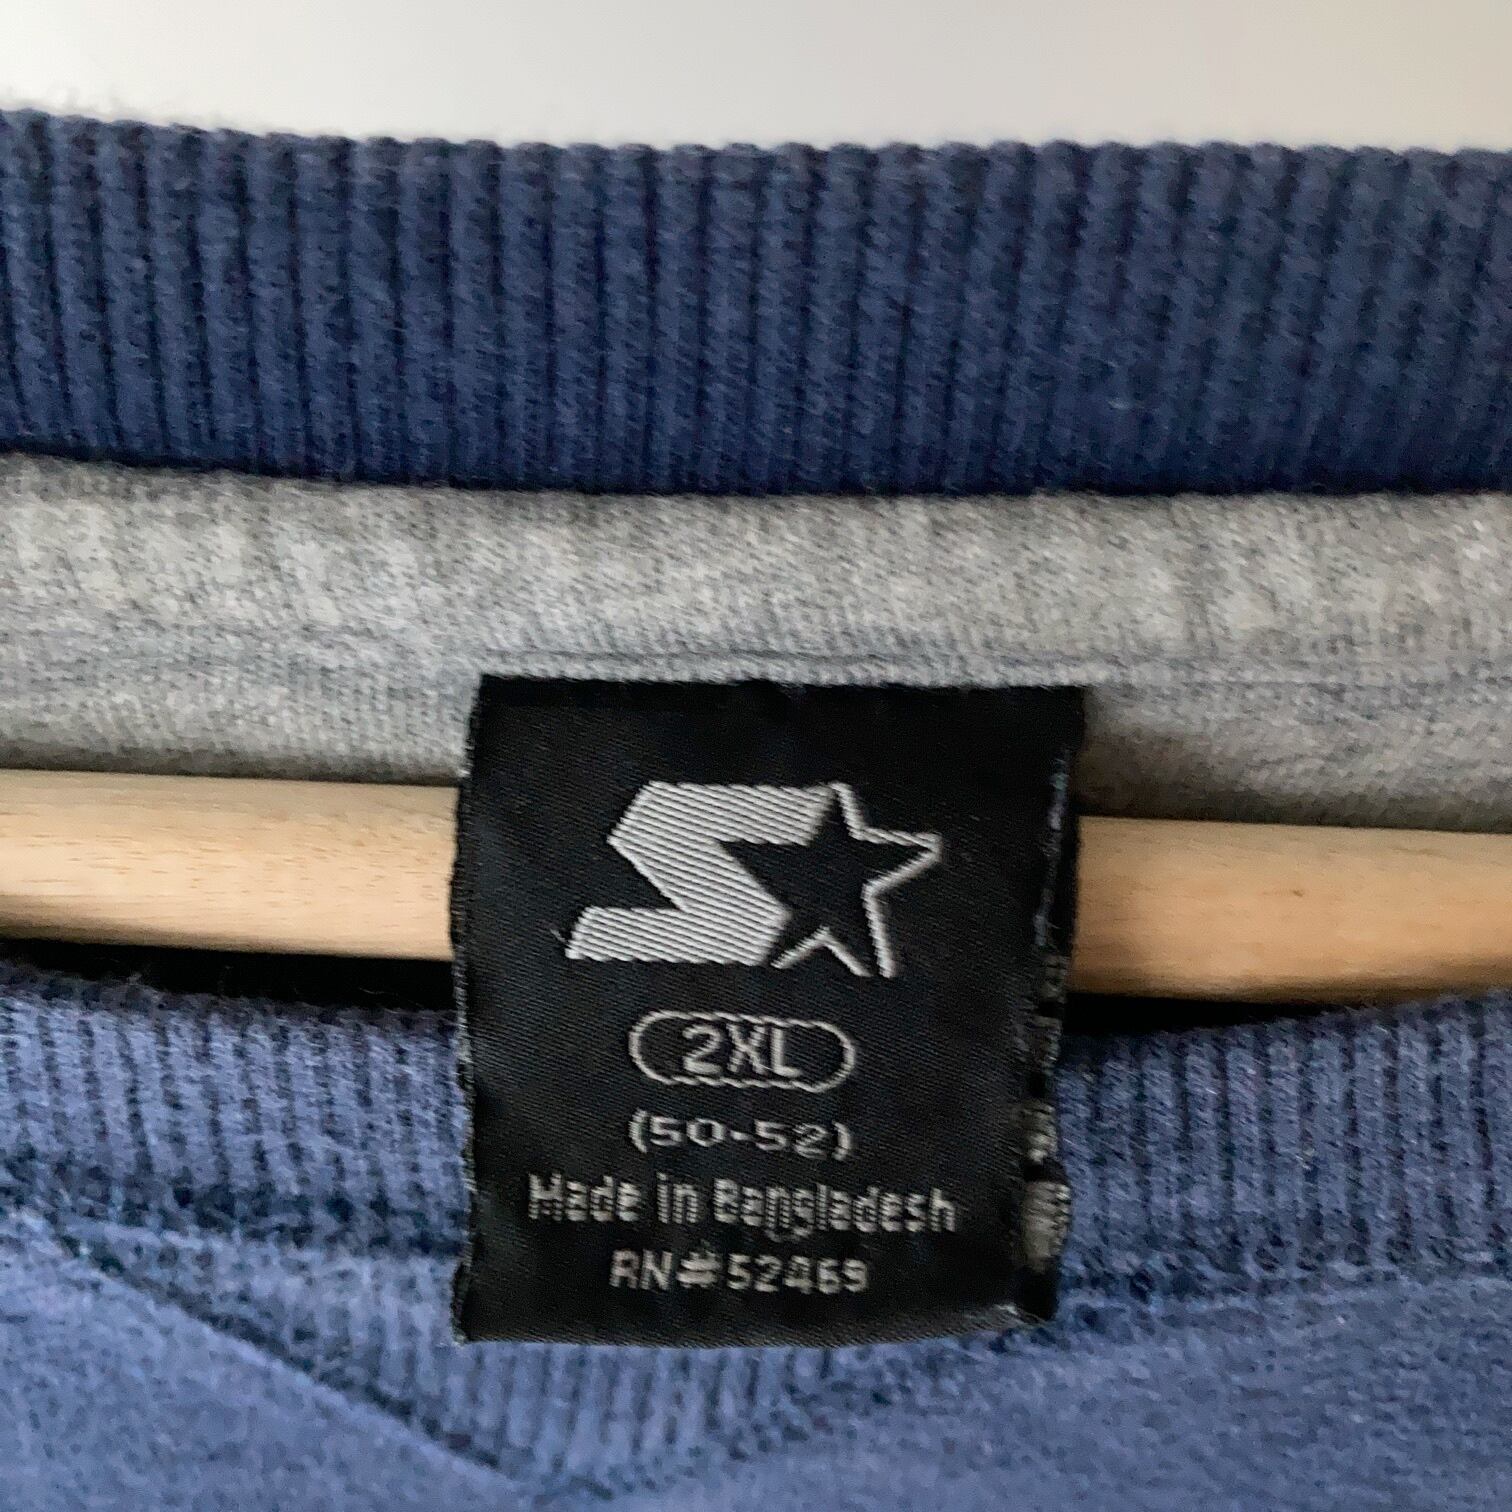 2XL
(50-52)
Made in Bangladesh
RN#52469